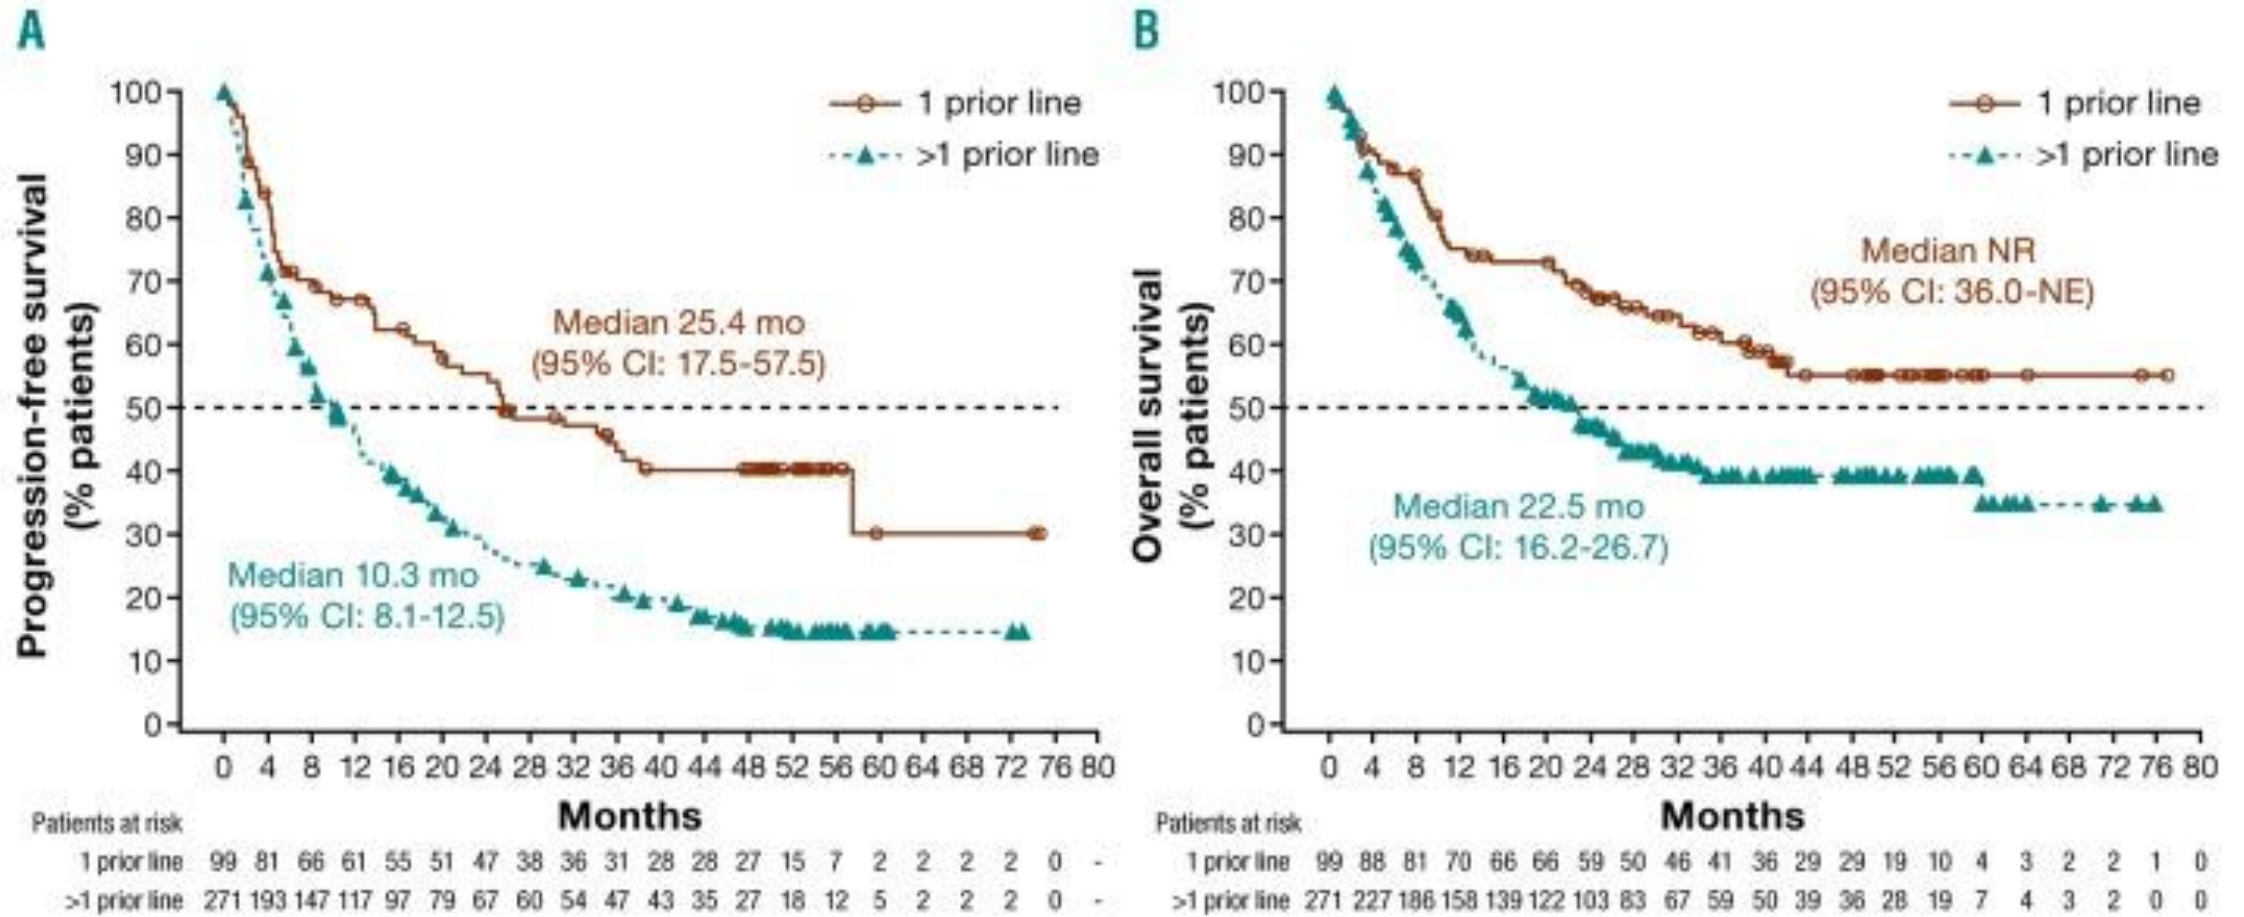 A
Progression-free survival
(% patients)
100
90
80
70
60
50
40
30
20
10
0
1 prior line
>1 prior line
Median 25.4 mo
(95% CI: 17.5-57.5)
Median 10.3 mo
(95% CI: 8.1-12.5)
0 4 8 12 16 20 24 28 32 36 40 44 48 52 56 60 64 68 72 76 80
Months
Patients at risk
1 prior line 99 81 66 61 55 51 47 38 36 31 28 28 27 15 7 2 2 2 2 0 -
>1 prior line 271 193 147 117 97 79 67 60 54 47 43 35 27 18 12 5 2 2 2 0 -
B
Overall survival
(% patients)
100
90
80
70
60
50
40
30
20
10
0
1 prior line
>1 prior line
Median NR
(95% CI: 36.0-NE)
Median 22.5 mo
(95% CI: 16.2-26.7)
0 4 8 12 16 20 24 28 32 36 40 44 48 52 56 60 64 68 72 76 80
Months
Patients at risk
1 prior line 99 88 81 70 66 66 59 50 46 41 36 29 29 19 10 4 3 2 2 1 0
>1 prior line 271 227 186 158 139 122 103 83 67 59 50 39 36 28 19 7 4 3 2 0 0